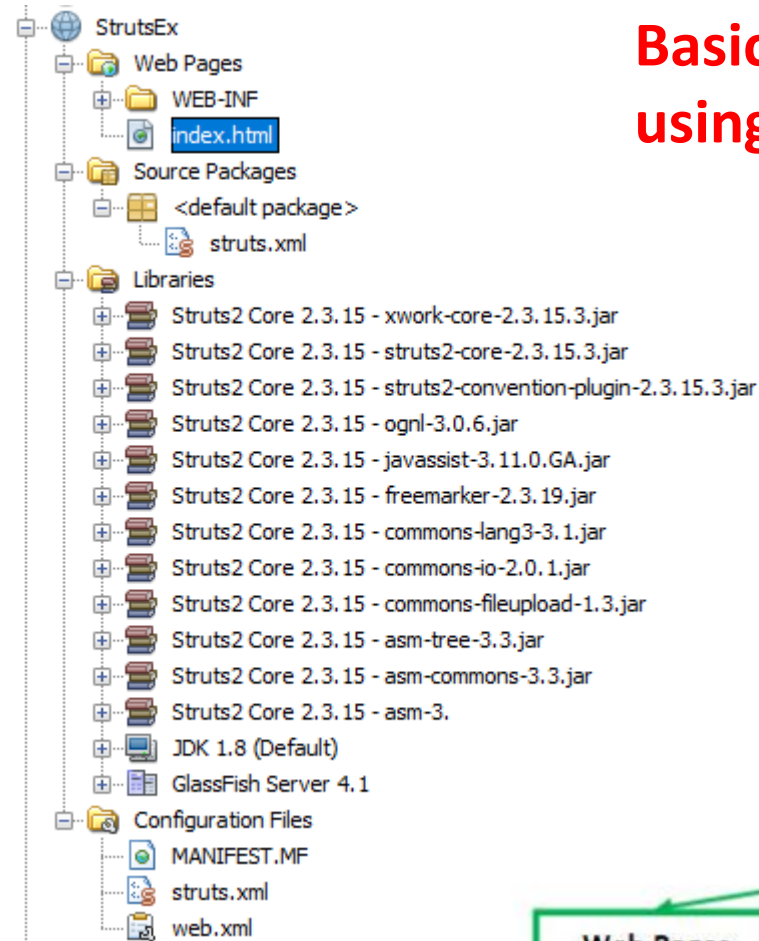 StrutsEx
Web Pages
WEB-INF
index.html
Source Packages
<default package>
struts.xml
Libraries
Struts2 Core 2.3.15 - xwork-core-2.3.15.3.jar
Struts2 Core 2.3.15 - struts2-core-2.3.15.3.jar
Struts2 Core 2.3.15 - struts2-convention-plugin-2.3.15.3.jar
Struts2 Core 2.3.15 - ognl-3.0.6.jar
Struts2 Core 2.3.15 - javassist-3.11.0.GA.jar
Struts2 Core 2.3.15 - freemarker-2.3.19.jar
Struts2 Core 2.3.15 - commons-lang3-3.1.jar
Struts2 Core 2.3.15 - commons-io-2.0.1.jar
Struts2 Core 2.3.15 - commons-fileupload-1.3.jar
Struts2 Core 2.3.15 - asm-tree-3.3.jar
Struts2 Core 2.3.15 - asm-commons-3.3.jar
Struts2 Core 2.3.15 - asm-3.
JDK 1.8 (Default)
GlassFish Server 4.1
Configuration Files
MANIFEST.MF
struts.xml
web.xml
Basic
using